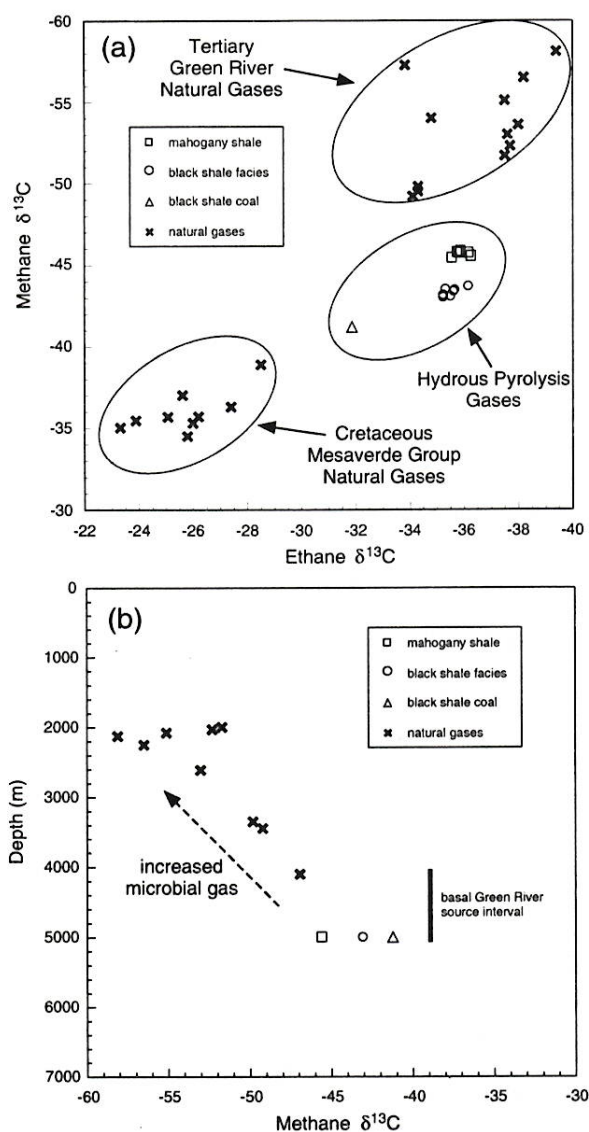 (a)
Tertiary
Green River
Natural Gases
mahogany shale
black shale facies
black shale coal
natural gases
Hydrous Pyrolysis
Gases
Cretaceous
Mesaverde Group
Natural Gases
Methane δ¹³C
-60
-55
-50
-45
-40
-35
-30
-22 -24 -26 -28 -30 -32 -34 -36 -38 -40
Ethane δ¹³C
(b)
mahogany shale
black shale facies
black shale coal
natural gases
increased
microbial gas
basal Green River
source interval
Depth (m)
0
1000
2000
3000
4000
5000
6000
7000
-60 -55 -50 -45 -40 -35 -30
Methane δ¹³C